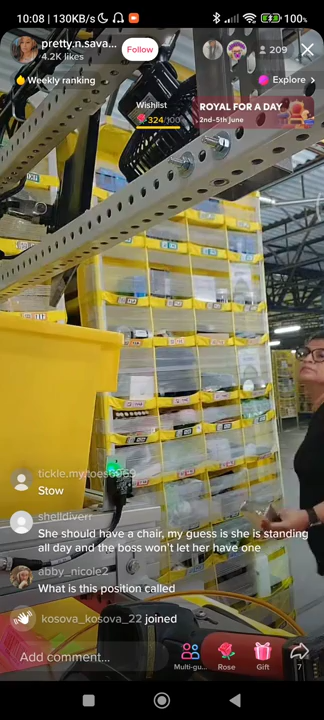 10:08 | 130KB/s
100%
pretty.n.sava...
4.2K likes
Follow
209
Weekly ranking
Explore >
Wishlist
324/100
ROYAL FOR A DAY
2nd-5th June
tickle.my.toes6969
Stow
shelldiverr
She should have a chair, my guess is she is standing
all day and the boss won't let her have one
abby_nicole2
What is this position called
kosova_kosova_22 joined
Add comment...
Multi-gu...
Rose
Gift
7